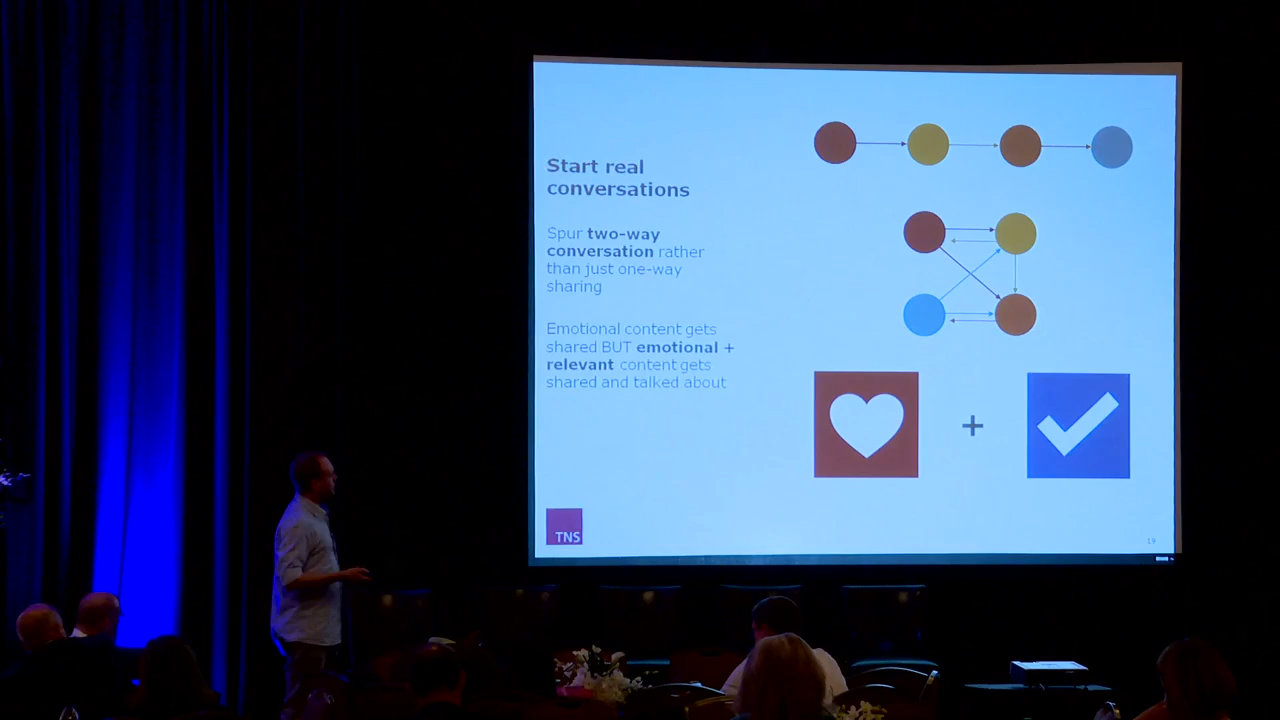 Start real
conversations
Spur two-way
conversation rather
than just one-way
sharing
Emotional content gets
shared BUT emotional +
relevant content gets
shared and talked about
+
TNS
19